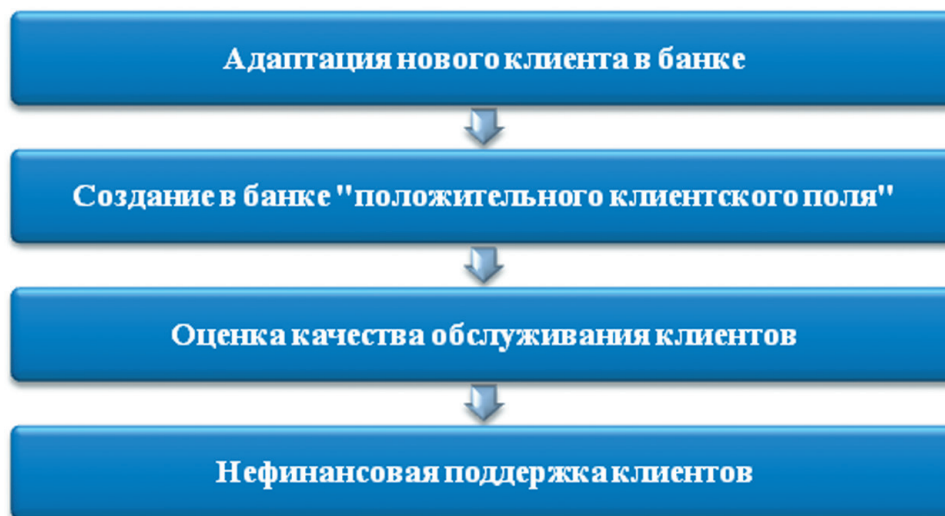 Адаптация нового клиента в банке
Создание в банке "положительного клиентского поля"
Оценка качества обслуживания клиентов
Нефинансовая поддержка клиентов